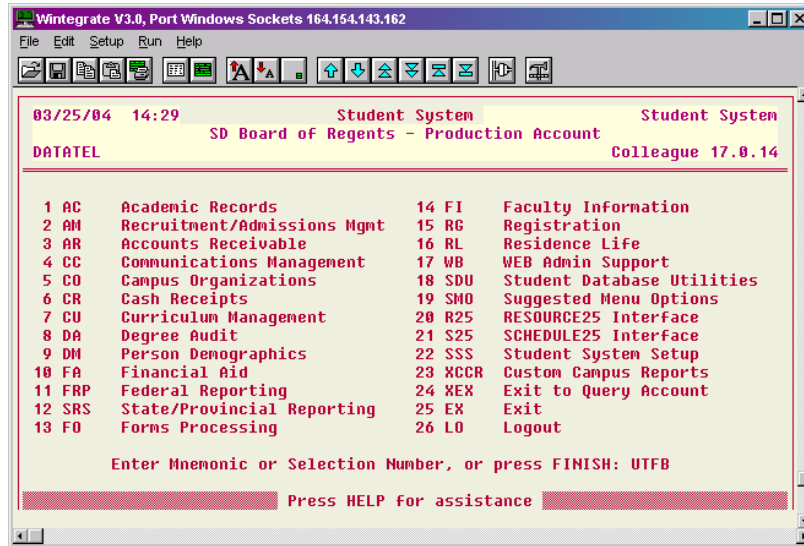 Wintegrate V3.0, Port Windows Sockets 164.154.143.162
File Edit Setup Run Help
03/25/04 14:29 Student System Student System
SD Board of Regents - Production Account
DATATEL Colleague 17.0.14
1 AC Academic Records 14 FI Faculty Information
2 AM Recruitment/Admissions Mgmt 15 RG Registration
3 AR Accounts Receivable 16 RL Residence Life
4 CC Communications Management 17 WB WEB Admin Support
5 CO Campus Organizations 18 SDU Student Database Utilities
6 CR Cash Receipts 19 SMO Suggested Menu Options
7 CU Curriculum Management 20 R25 RESOURCE25 Interface
8 DA Degree Audit 21 S25 SCHEDULE25 Interface
9 DM Person Demographics 22 SSS Student System Setup
10 FA Financial Aid 23 XCCR Custom Campus Reports
11 FRP Federal Reporting 24 XEX Exit to Query Account
12 SRS State/Provincial Reporting 25 EX Exit
13 FO Forms Processing 26 LO Logout
Enter Mnemonic or Selection Number, or press FINISH: UTFB
Press HELP for assistance